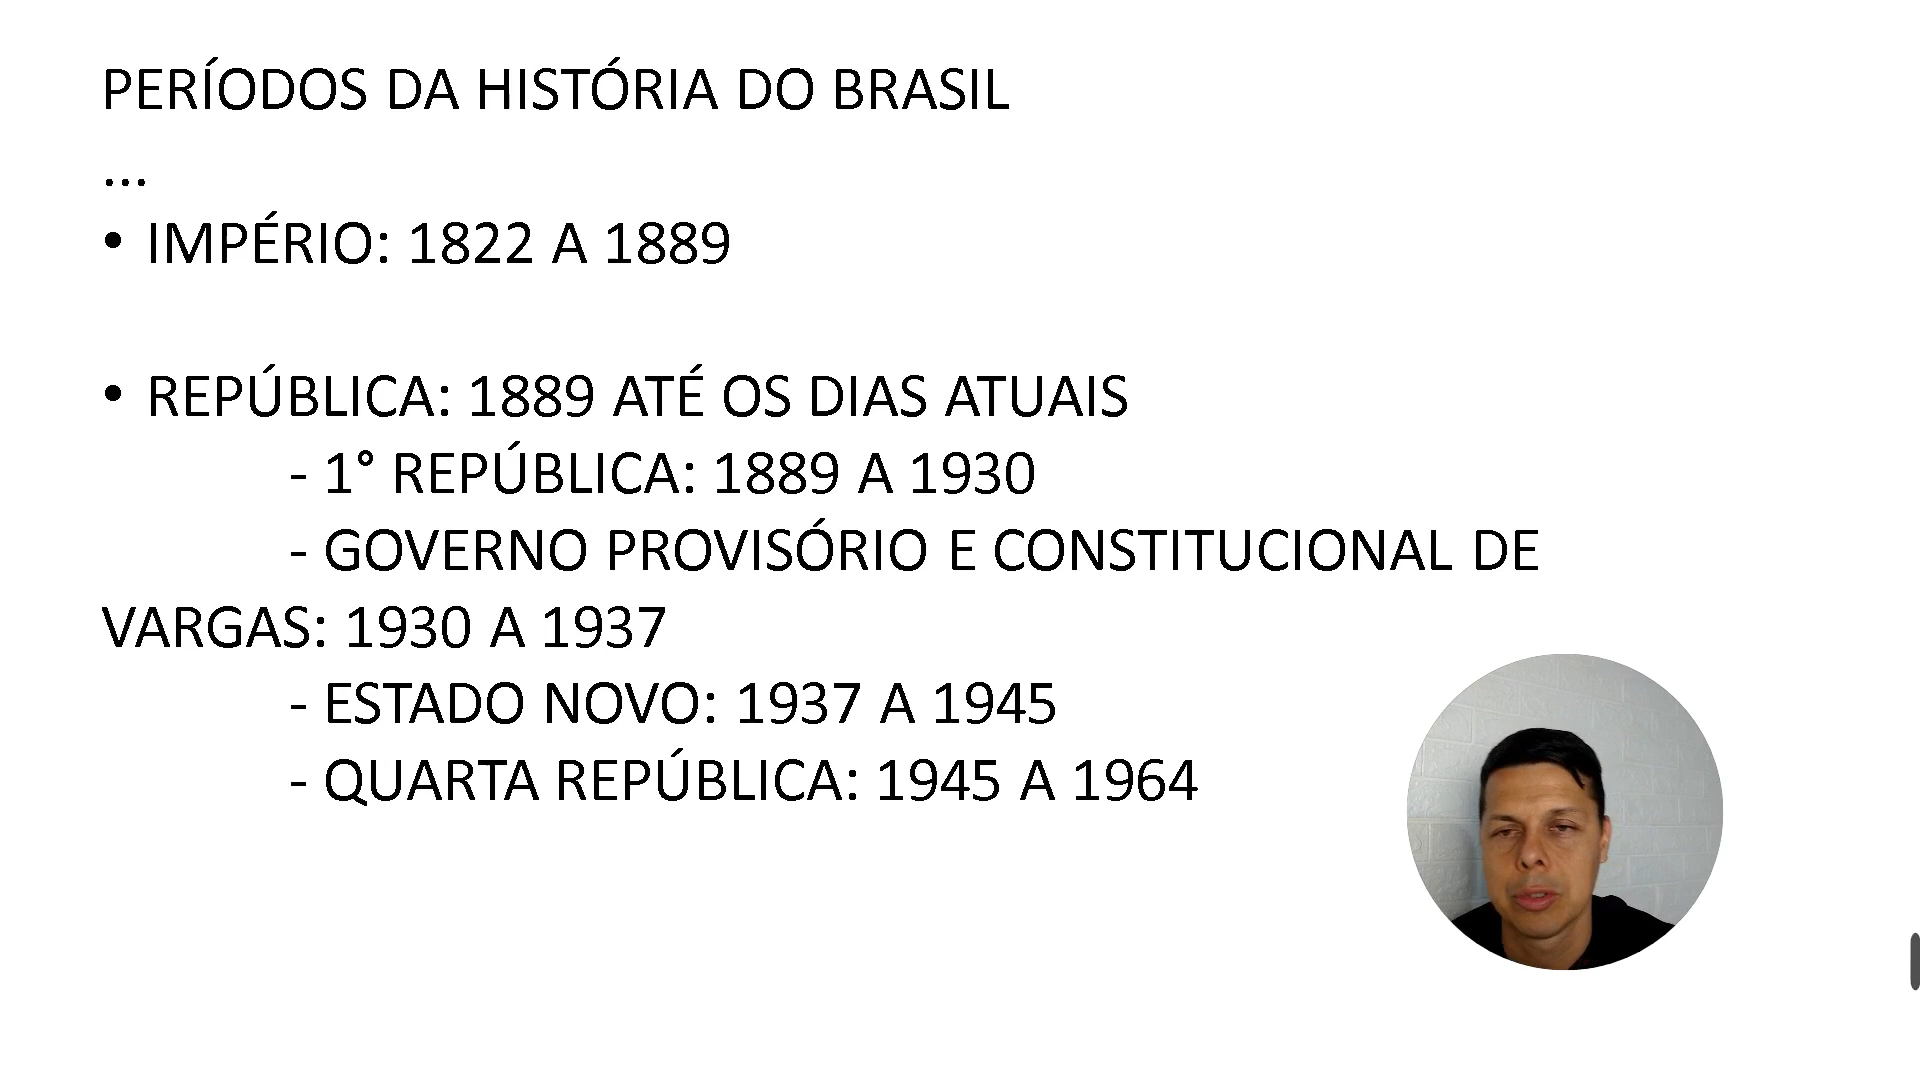 PERÍODOS DA HISTÓRIA DO BRASIL
...
• IMPÉRIO: 1822 A 1889
• REPÚBLICA: 1889 ATÉ OS DIAS ATUAIS
- 1° REPÚBLICA: 1889 A 1930
- GOVERNO PROVISÓRIO E CONSTITUCIONAL DE
VARGAS: 1930 A 1937
- ESTADO NOVO: 1937 A 1945
- QUARTA REPÚBLICA: 1945 A 1964